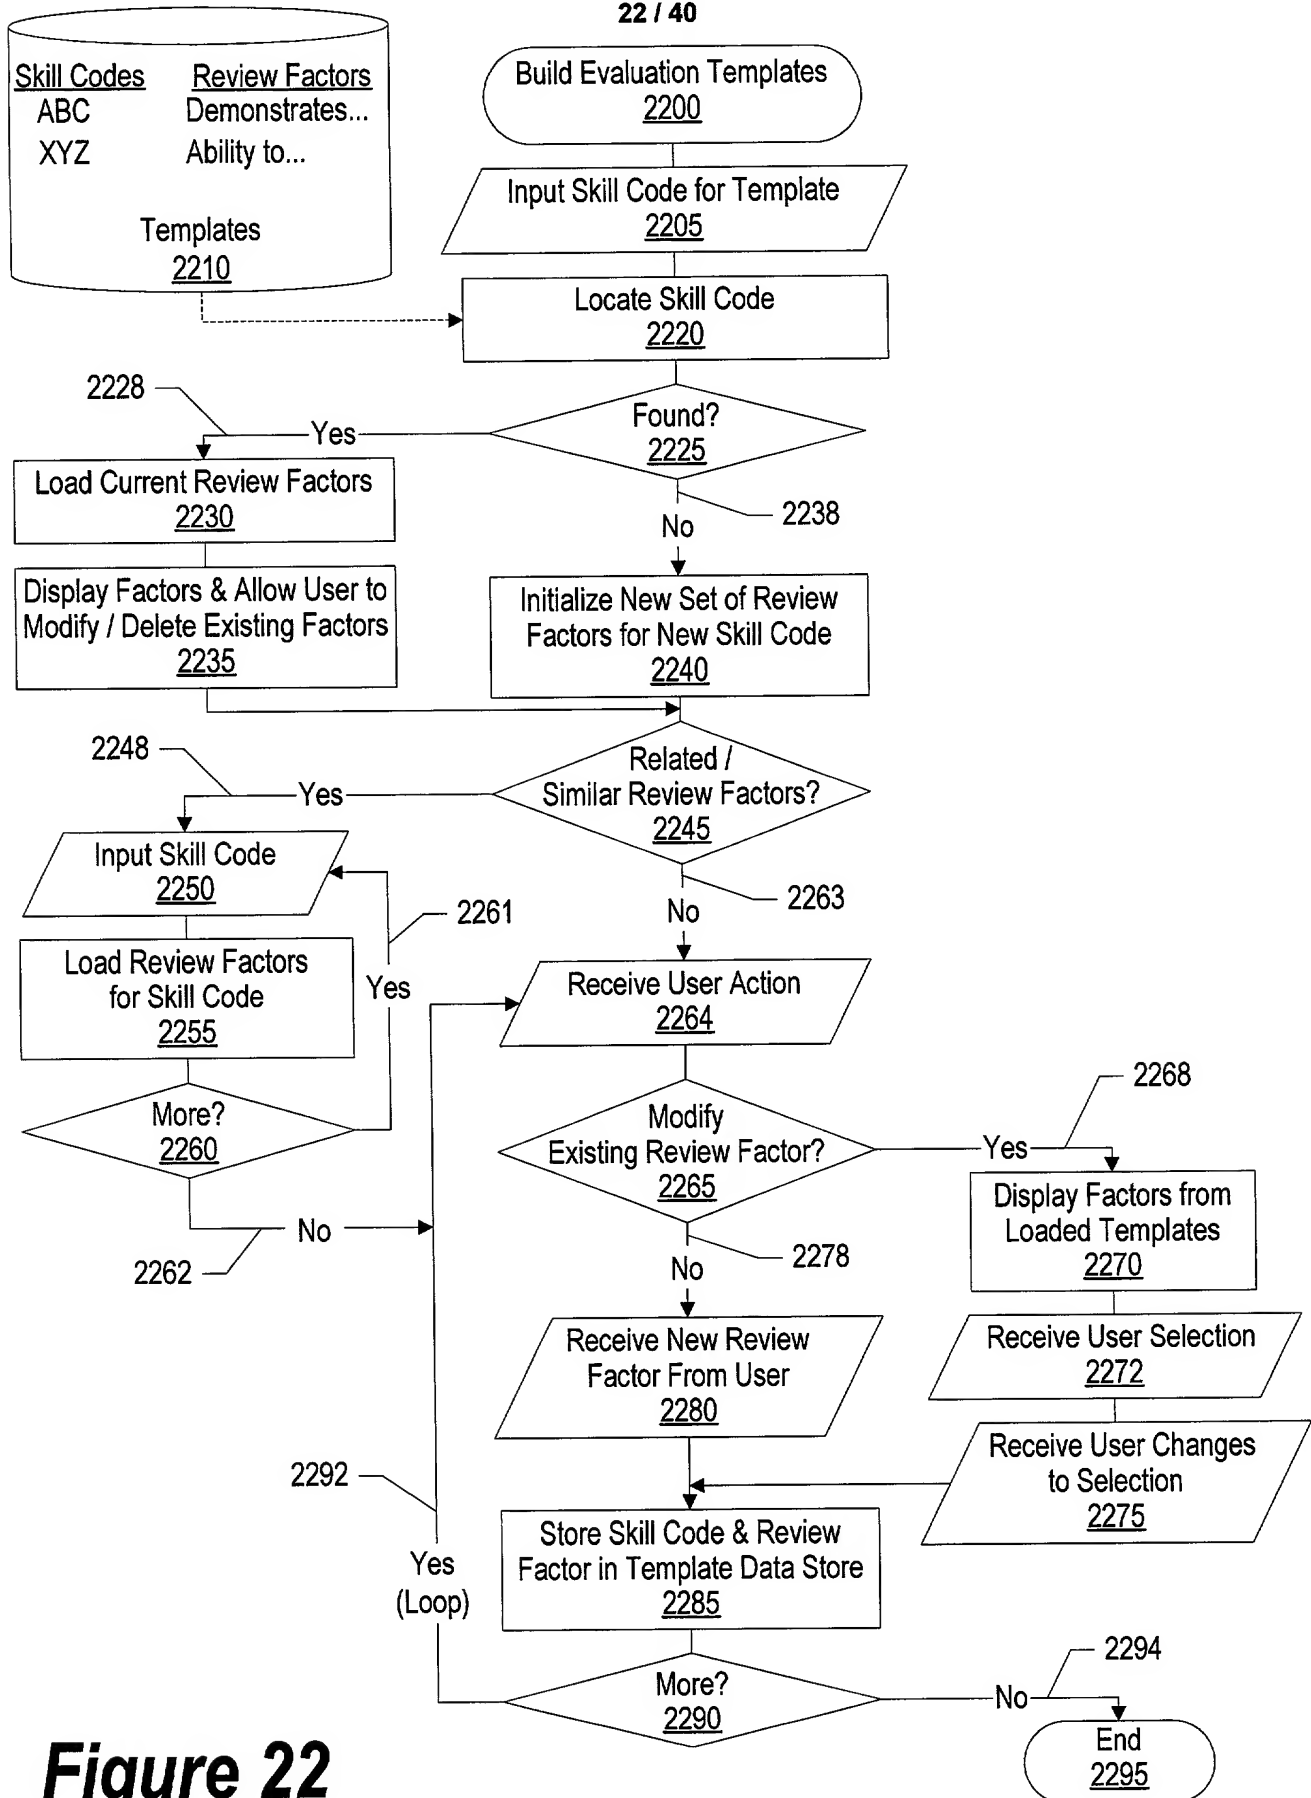 22 / 40
Skill Codes Review Factors
ABC Demonstrates...
XYZ Ability to...
Templates
2210
Build Evaluation Templates
2200
Input Skill Code for Template
2205
Locate Skill Code
2220
2228
Yes
Found?
2225
2238
No
Load Current Review Factors
2230
Display Factors & Allow User to
Modify / Delete Existing Factors
2235
Initialize New Set of Review
Factors for New Skill Code
2240
2248
Yes
Related /
Similar Review Factors?
2245
2263
No
Input Skill Code
2250
2261
Yes
Load Review Factors
for Skill Code
2255
More?
2260
No
2262
Receive User Action
2264
Modify
Existing Review Factor?
2265
2268
Yes
Display Factors from
Loaded Templates
2270
2278
No
Receive User Selection
2272
Receive New Review
Factor From User
2280
Receive User Changes
to Selection
2275
2292
Yes
(Loop)
Store Skill Code & Review
Factor in Template Data Store
2285
More?
2290
2294
No
End
2295
Figure 22